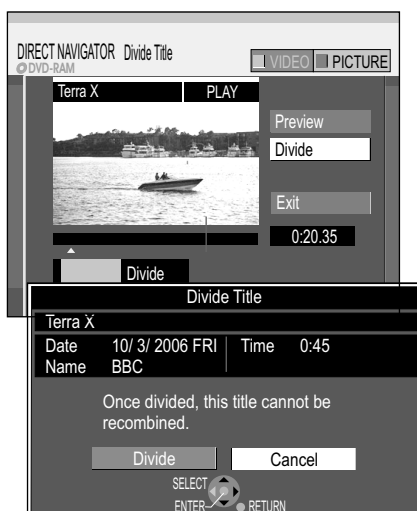 DIRECT NAVIGATOR Divide Title
DVD-RAM
VIDEO PICTURE
Terra X PLAY
Preview
Divide
Exit
0:20.35
Divide
Divide Title
Terra X
Date 10/ 3/ 2006 FRI Time 0:45
Name BBC
Once divided, this title cannot be
recombined.
Divide Cancel
SELECT
ENTER RETURN